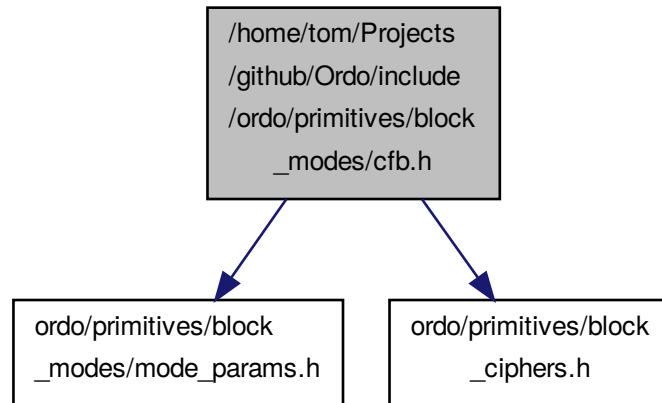 /home/tom/Projects
/github/Ordo/include
/ordo/primitives/block
_modes/cfb.h
ordo/primitives/block
_modes/mode_params.h
ordo/primitives/block
_ciphers.h